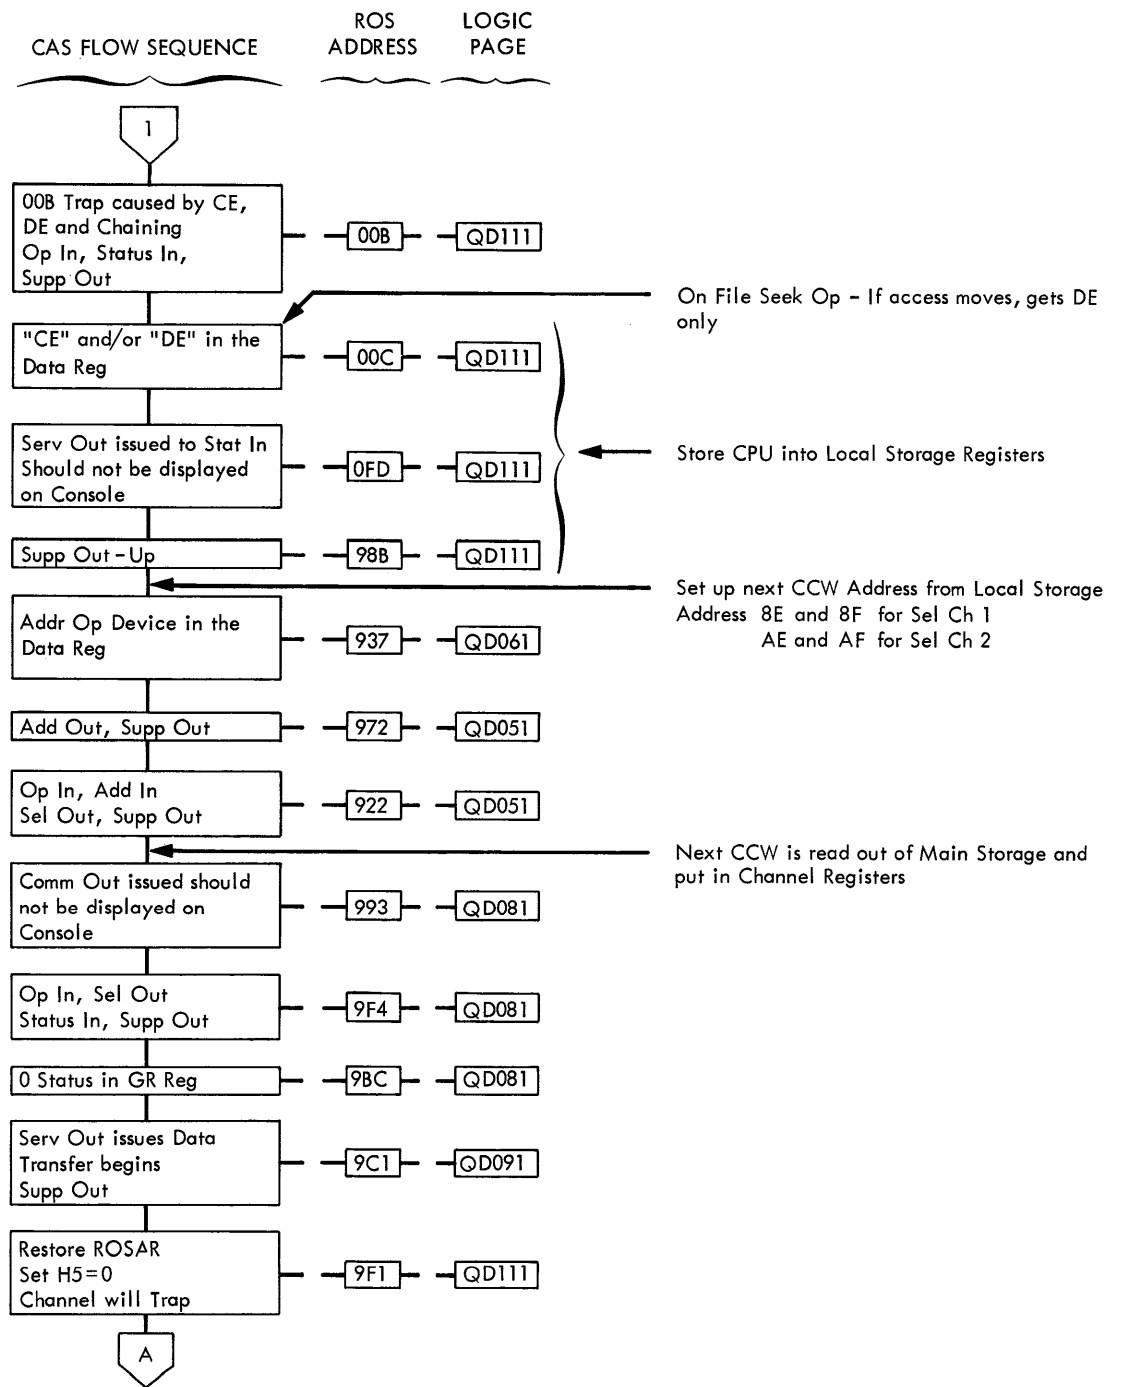 CAS FLOW SEQUENCE
ROS
ADDRESS
LOGIC
PAGE
1
00B Trap caused by CE,
DE and Chaining
Op In, Status In,
Supp Out
00B
QD111
On File Seek Op – If access moves, gets DE
only
"CE" and/or "DE" in the
Data Reg
00C
QD111
Serv Out issued to Stat In
Should not be displayed
on Console
0FD
QD111
Store CPU into Local Storage Registers
Supp Out – Up
98B
QD111
Set up next CCW Address from Local Storage
Address 8E and 8F for Sel Ch 1
AE and AF for Sel Ch 2
Addr Op Device in the
Data Reg
937
QD061
Add Out, Supp Out
972
QD051
Op In, Add In
Sel Out, Supp Out
922
QD051
Next CCW is read out of Main Storage and
put in Channel Registers
Comm Out issued should
not be displayed on
Console
993
QD081
Op In, Sel Out
Status In, Supp Out
9F4
QD081
0 Status in GR Reg
9BC
QD081
Serv Out issues Data
Transfer begins
Supp Out
9C1
QD091
Restore ROSAR
Set H5=0
Channel will Trap
9F1
QD111
A